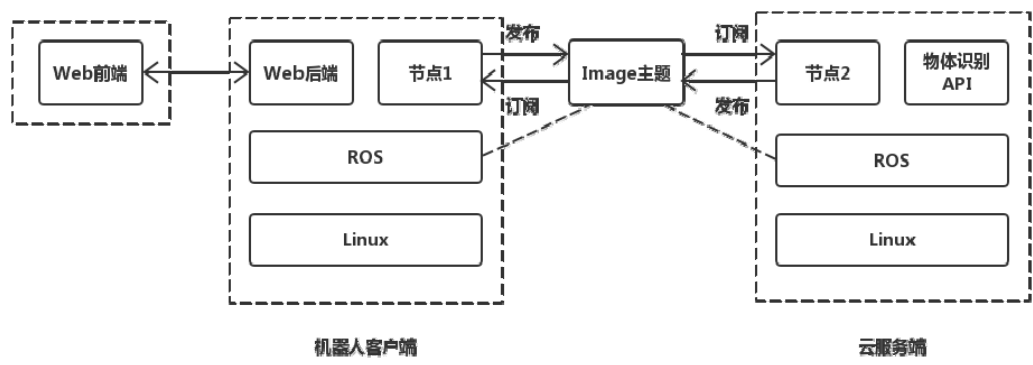 发布
订阅
Web前端
Web后端
节点1
Image主题
节点2
物体识别
API
订阅
发布
ROS
ROS
Linux
Linux
机器人客户端
云服务端